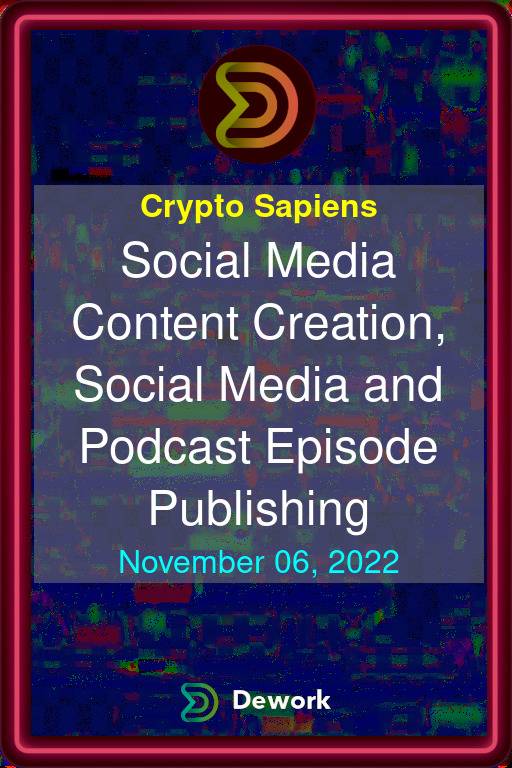 Crypto Sapiens
Social Media
Content Creation,
Social Media and
Podcast Episode
Publishing
November 06, 2022
Dework